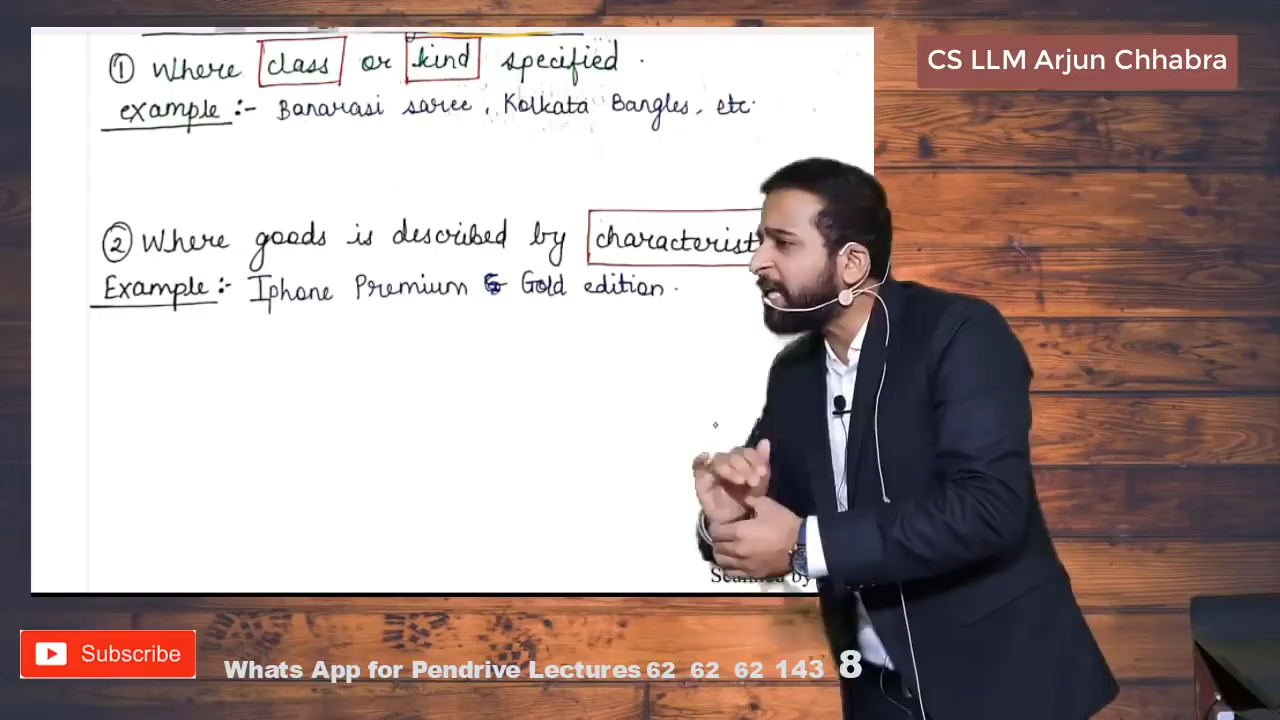 ① Where class or kind specified.
example :- Banarasi saree, Kolkata Bangles, etc.
② Where goods is described by characterist
Example :- Iphone Premium Gold edition.
Scanned by
CS LLM Arjun Chhabra
Subscribe
Whats App for Pendrive Lectures 62 62 62 143 8